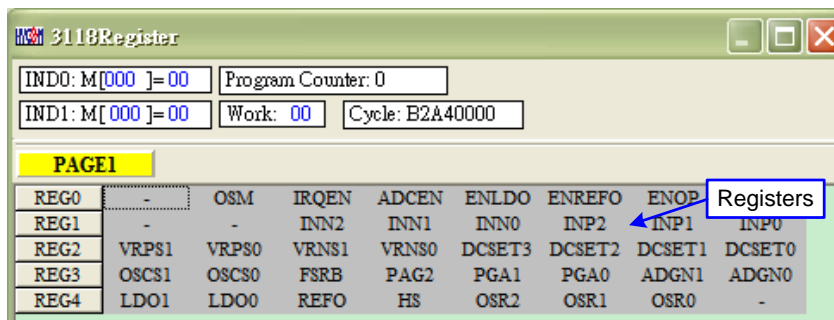 HYCON 3118Register
IND0: M[000 ]= 00 Program Counter: 0
IND1: M[ 000 ]= 00 Work: 00 Cycle: B2A40000
PAGE1
REG0 - OSM IRQEN ADCEN ENLDO ENREFO ENOP Registers
REG1 - - INN2 INN1 INN0 INP2 INP1 INP0
REG2 VRPS1 VRPS0 VRNS1 VRNS0 DCSET3 DCSET2 DCSET1 DCSET0
REG3 OSCS1 OSCS0 FSRB PAG2 PGA1 PGA0 ADGN1 ADGN0
REG4 LDO1 LDO0 REFO HS OSR2 OSR1 OSR0 -